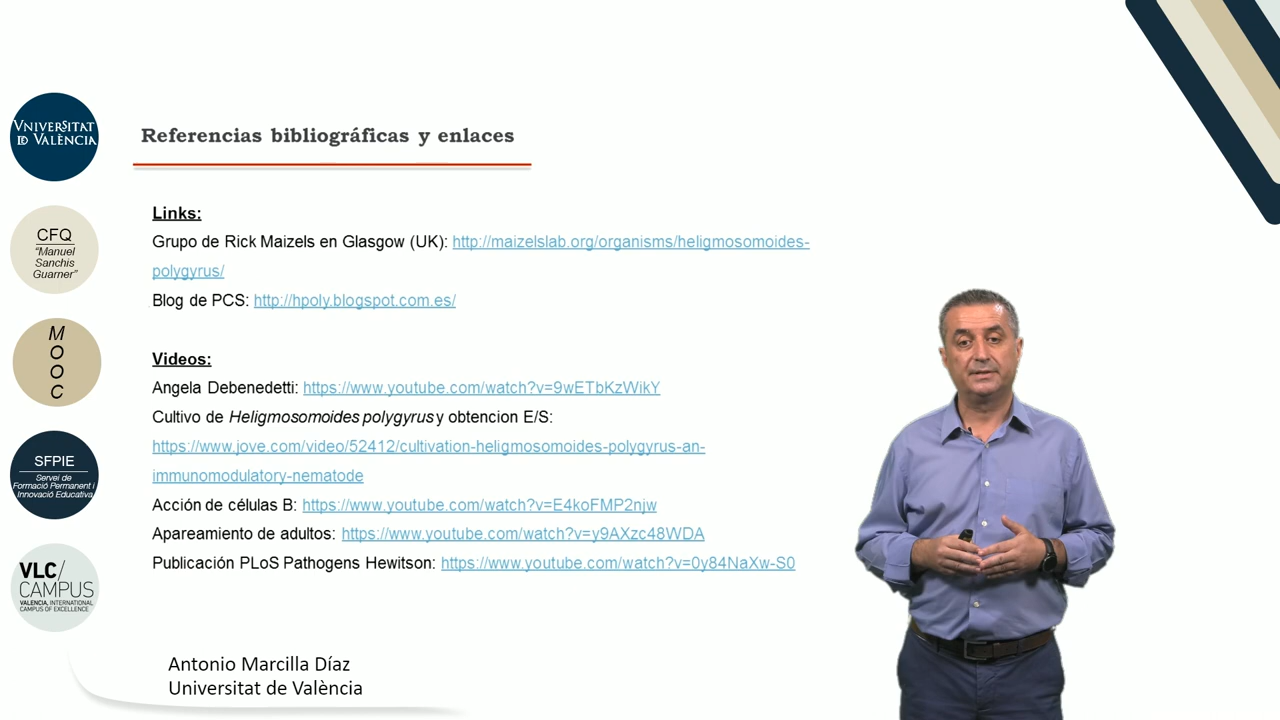 VNIVERSITAT
ID VALÈNCIA
Referencias bibliográficas y enlaces
CFQ
“Manuel
Sanchis
Guarner”
M
O
O
C
SFPIE
Servei de
Formació Permanent i
Innovació Educativa
VLC/
CAMPUS
VALENCIA, INTERNATIONAL
CAMPUS OF EXCELLENCE
Links:
Grupo de Rick Maizels en Glasgow (UK): http://maizelslab.org/organisms/heligmosomoides-
polygyrus/
Blog de PCS: http://hpoly.blogspot.com.es/
Videos:
Angela Debenedetti: https://www.youtube.com/watch?v=9wETbKzWikY
Cultivo de Heligmosomoides polygyrus y obtencion E/S:
https://www.jove.com/video/52412/cultivation-heligmosomoides-polygyrus-an-
immunomodulatory-nematode
Acción de células B: https://www.youtube.com/watch?v=E4koFMP2njw
Apareamiento de adultos: https://www.youtube.com/watch?v=y9AXzc48WDA
Publicación PLoS Pathogens Hewitson: https://www.youtube.com/watch?v=0y84NaXw-S0
Antonio Marcilla Díaz
Universitat de València